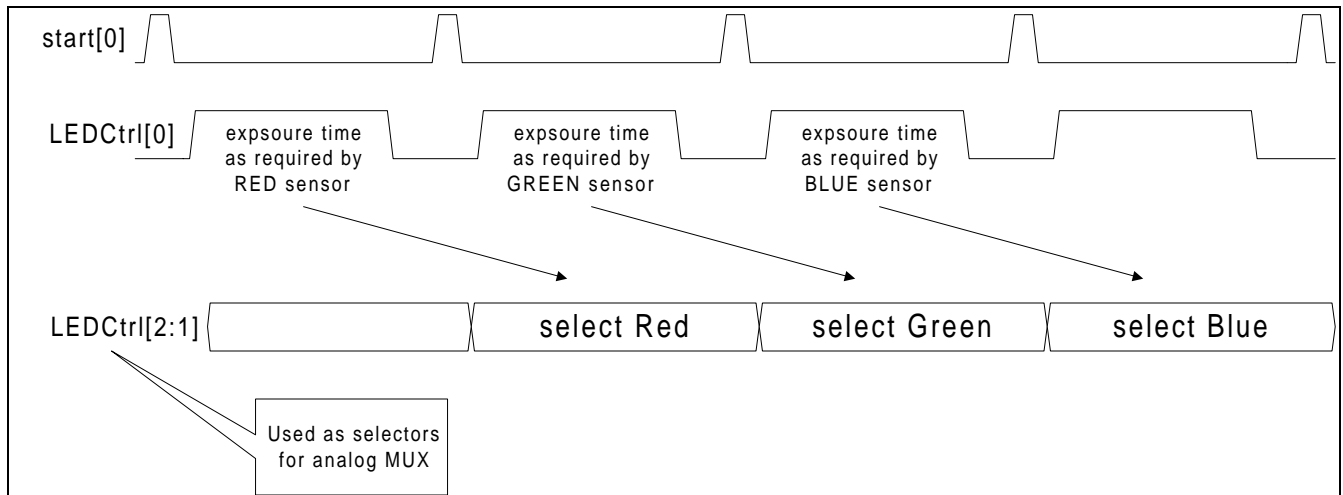 start[0]
LEDCtrl[0]
expsoure time
as required by
RED sensor
expsoure time
as required by
GREEN sensor
expsoure time
as required by
BLUE sensor
LEDCtrl[2:1]
select Red
select Green
select Blue
Used as selectors
for analog MUX